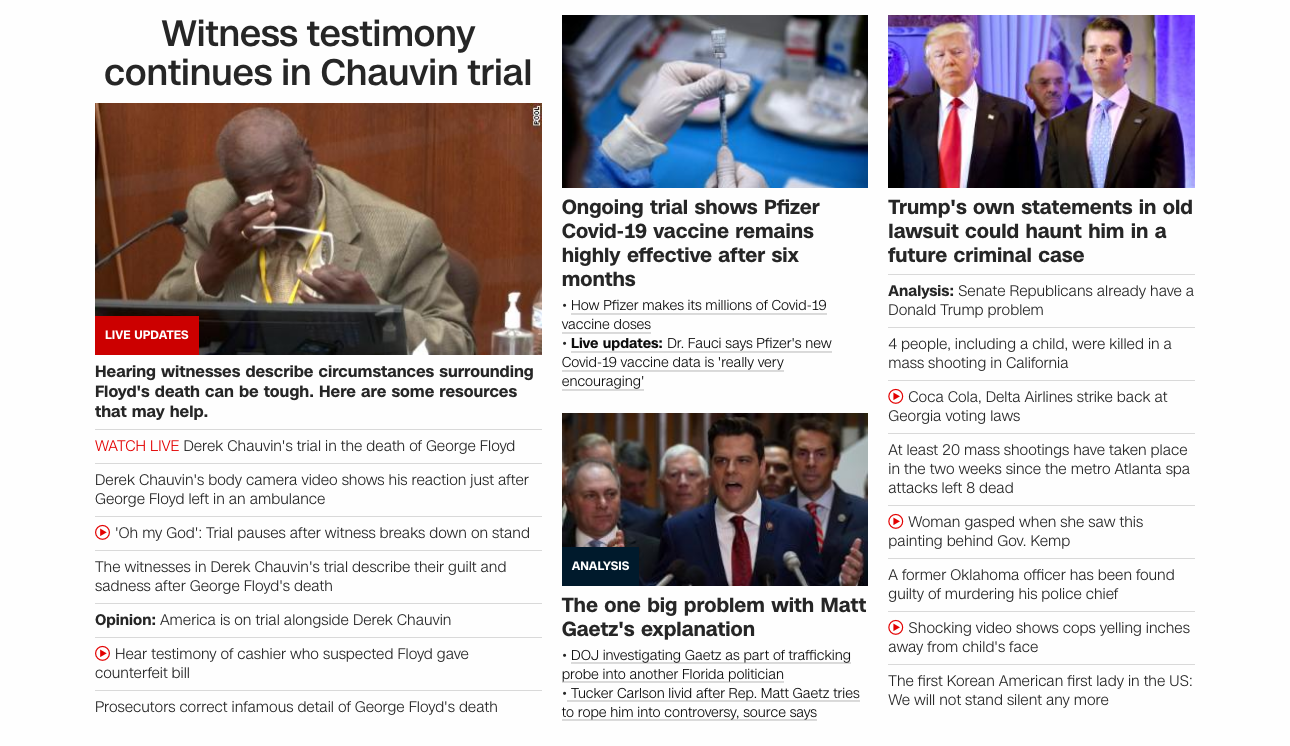 Witness testimony
continues in Chauvin trial
POOL
LIVE UPDATES
Hearing witnesses describe circumstances surrounding
Floyd's death can be tough. Here are some resources
that may help.
WATCH LIVE Derek Chauvin's trial in the death of George Floyd
Derek Chauvin's body camera video shows his reaction just after
George Floyd left in an ambulance
'Oh my God': Trial pauses after witness breaks down on stand
The witnesses in Derek Chauvin's trial describe their guilt and
sadness after George Floyd's death
Opinion: America is on trial alongside Derek Chauvin
Hear testimony of cashier who suspected Floyd gave
counterfeit bill
Prosecutors correct infamous detail of George Floyd's death
Ongoing trial shows Pfizer
Covid-19 vaccine remains
highly effective after six
months
• How Pfizer makes its millions of Covid-19
vaccine doses
• Live updates: Dr. Fauci says Pfizer's new
Covid-19 vaccine data is 'really very
encouraging'
ANALYSIS
The one big problem with Matt
Gaetz's explanation
• DOJ investigating Gaetz as part of trafficking
probe into another Florida politician
• Tucker Carlson livid after Rep. Matt Gaetz tries
to rope him into controversy, source says
Trump's own statements in old
lawsuit could haunt him in a
future criminal case
Analysis: Senate Republicans already have a
Donald Trump problem
4 people, including a child, were killed in a
mass shooting in California
Coca Cola, Delta Airlines strike back at
Georgia voting laws
At least 20 mass shootings have taken place
in the two weeks since the metro Atlanta spa
attacks left 8 dead
Woman gasped when she saw this
painting behind Gov. Kemp
A former Oklahoma officer has been found
guilty of murdering his police chief
Shocking video shows cops yelling inches
away from child's face
The first Korean American first lady in the US:
We will not stand silent any more